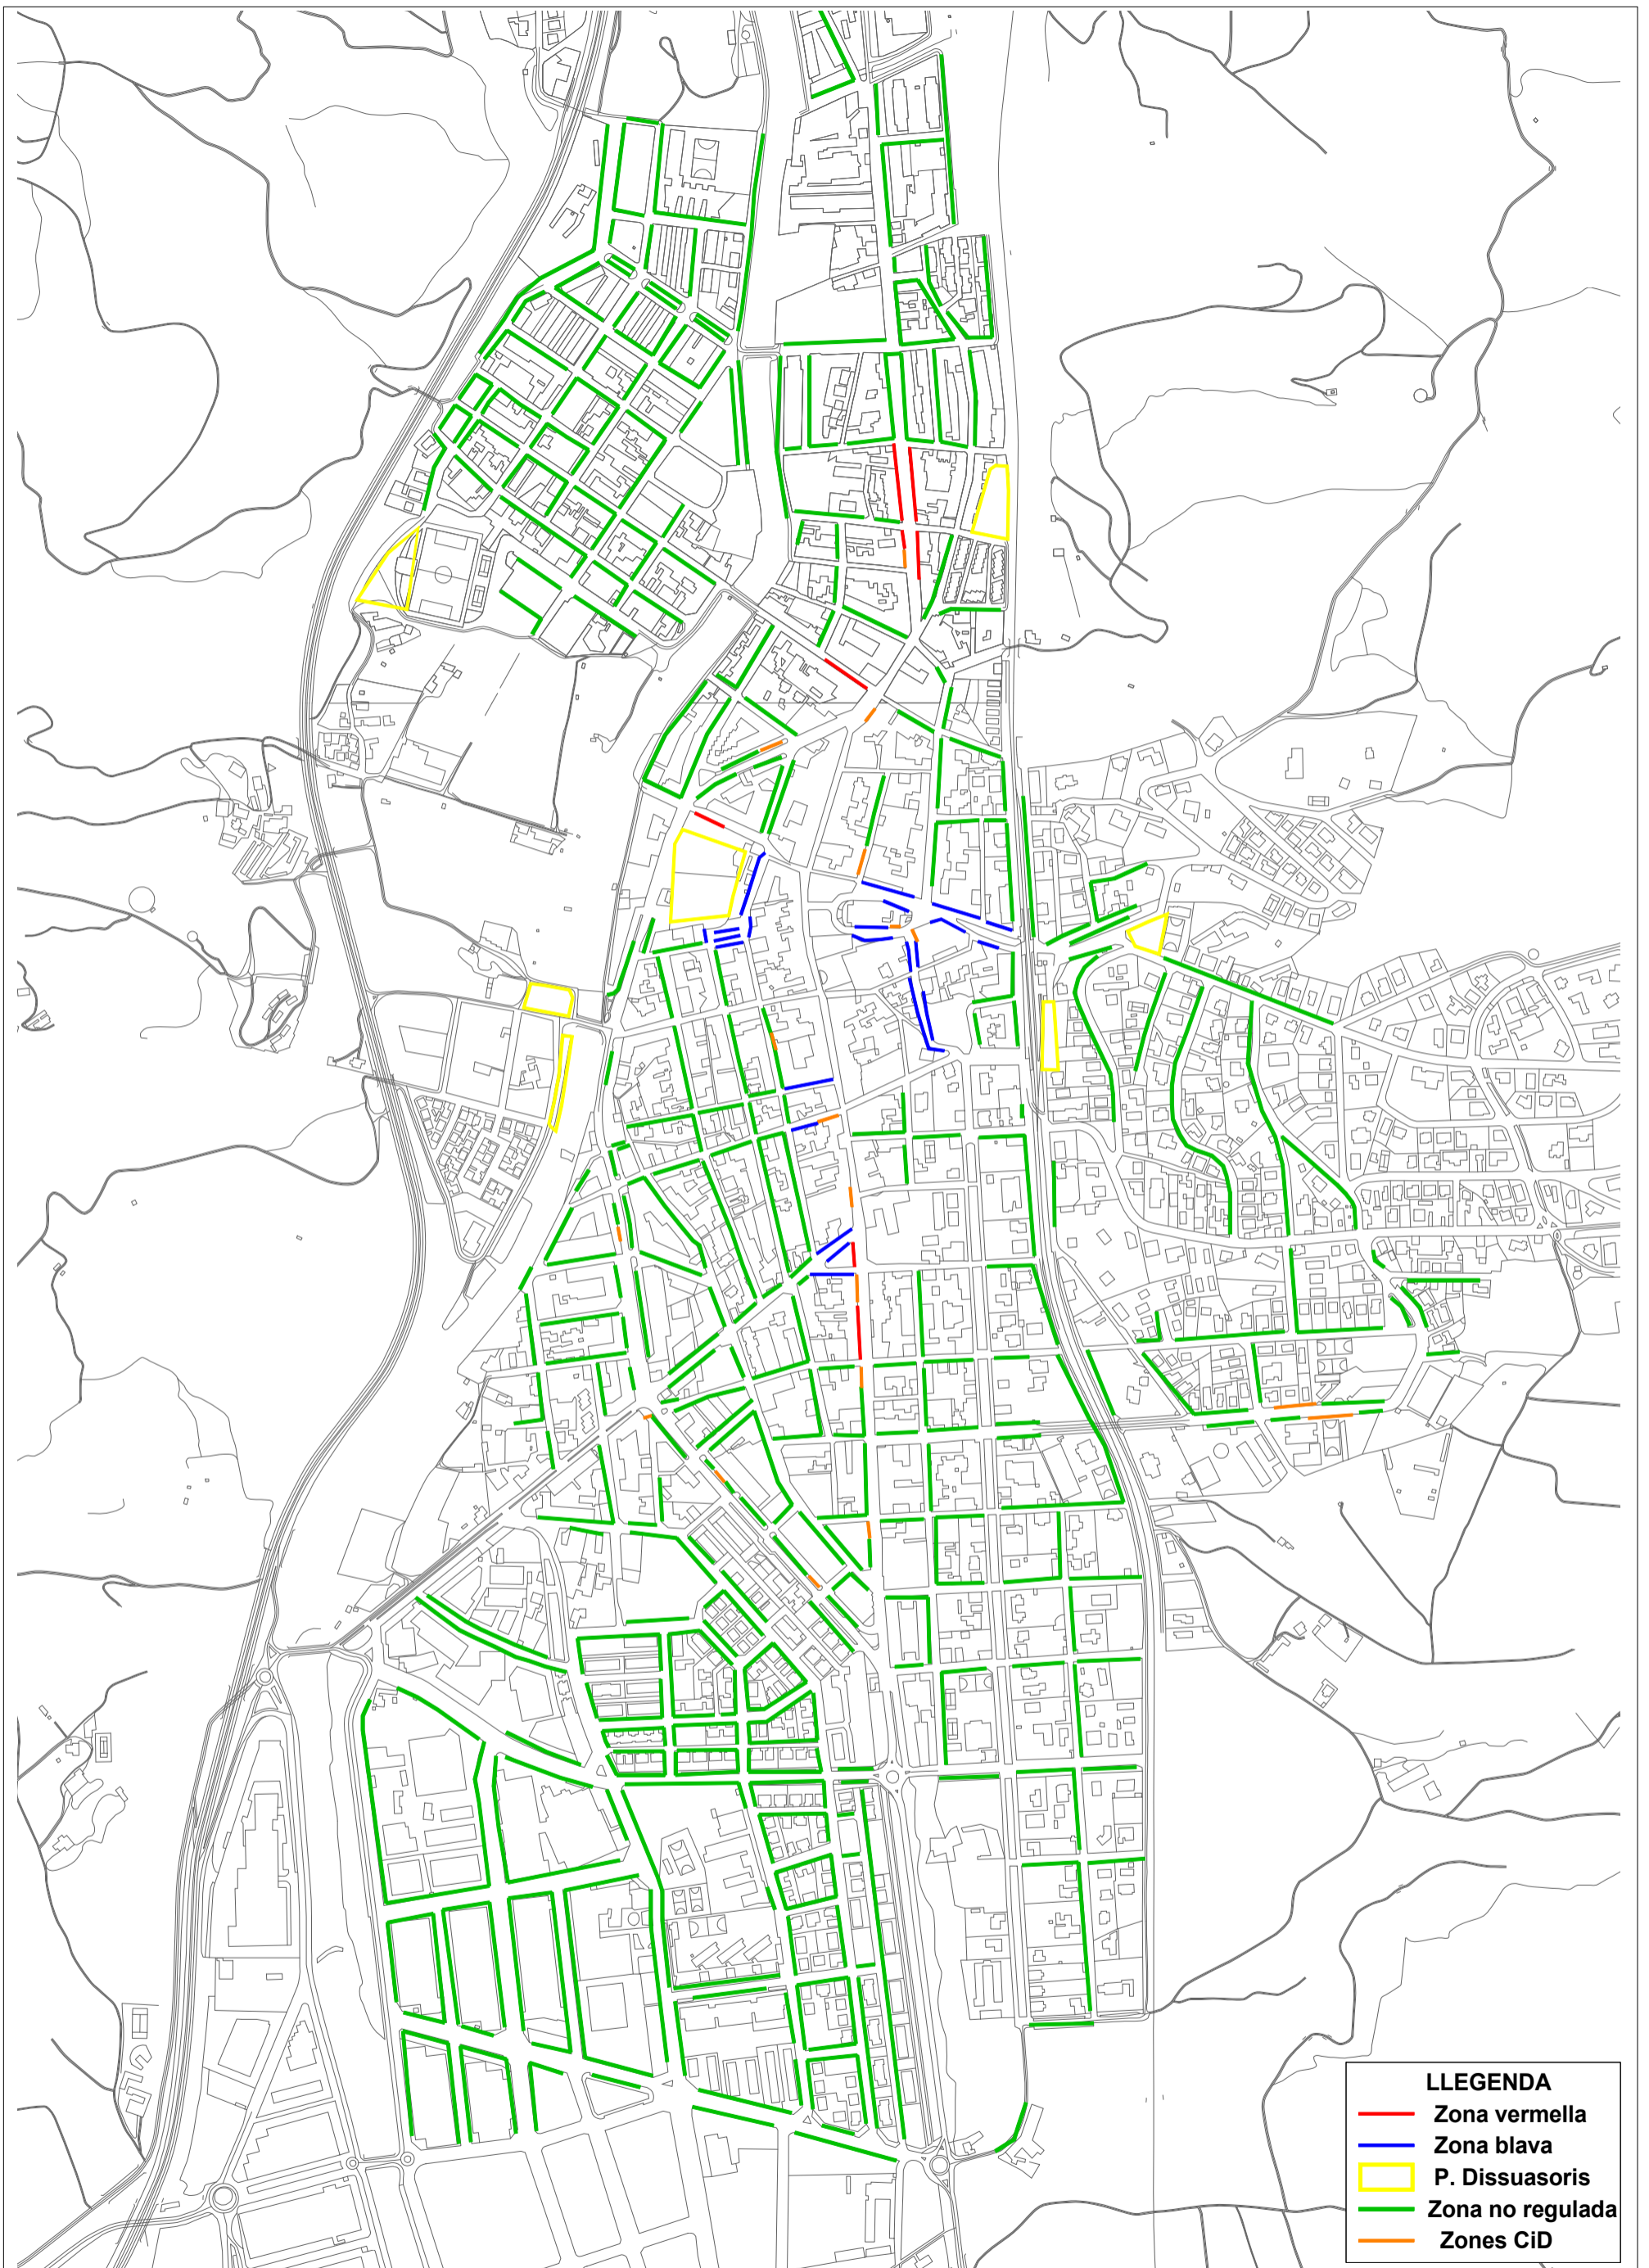 LLEGENDA
Zona vermella
Zona blava
P. Dissuasoris
Zona no regulada
Zones CiD